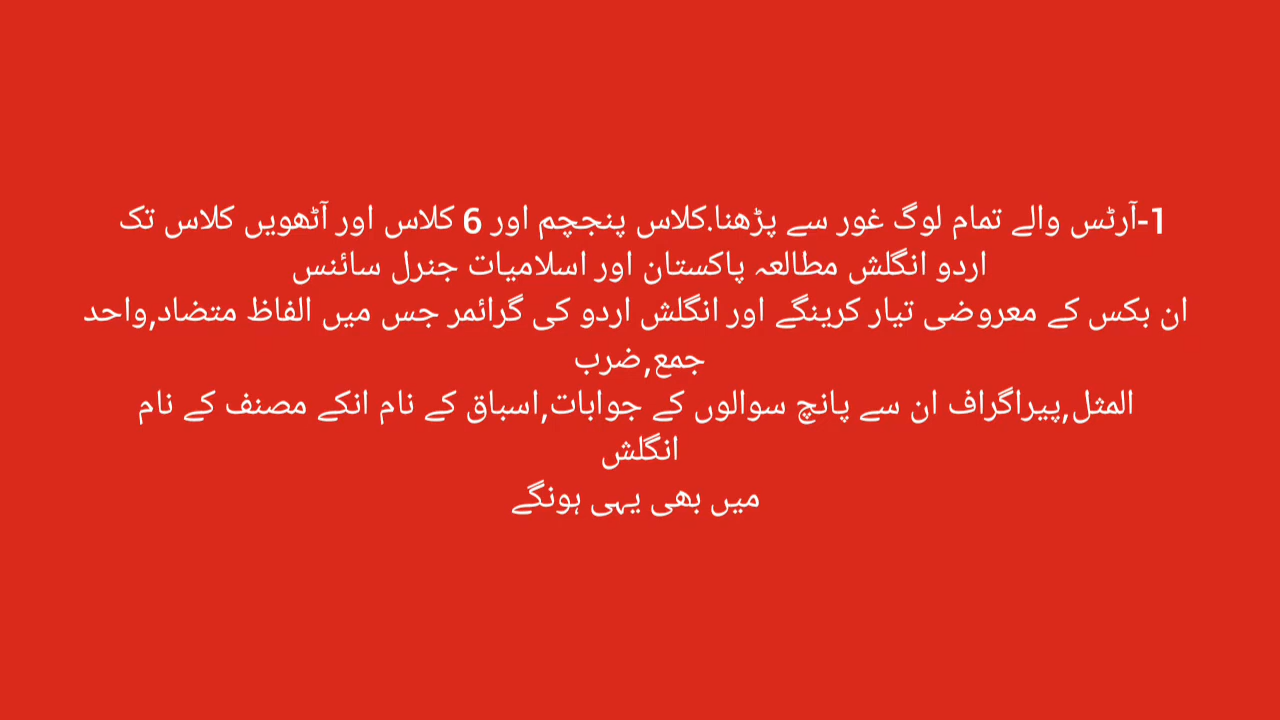 1-آرٹس والے تمام لوگ غور سے پڑھنا.کلاس پنجچم اور 6 کلاس اور آٹھویں کلاس تک
اردو انگلش مطالعہ پاکستان اور اسلامیات جنرل سائنس
ان بکس کے معروضی تیار کرینگے اور انگلش اردو کی گرائمر جس میں الفاظ متضاد,واحد
جمع,ضرب
المثل,پیراگراف ان سے پانچ سوالوں کے جوابات,اسباق کے نام انکے مصنف کے نام
انگلش
میں بھی یہی ہونگے